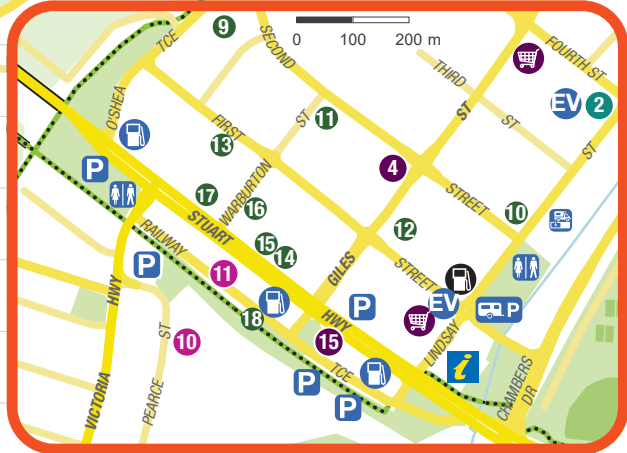 9
0 100 200 m
TCE
SECOND
FOURTH ST
THIRD
ST
EV 2
O'SHEA
FIRST
ST
11
ST
ST
13
4
P
WARBURTON
17
16
STREET
10
STUART
12
RAILWAY
15
14
GILES
STREET
P
11
HWY
P
EV
P
18
HWY
15
LINDSAY
ST
10
TCE
i
CHAMBERS
DR
P
P
VICTORIA
PEARCE